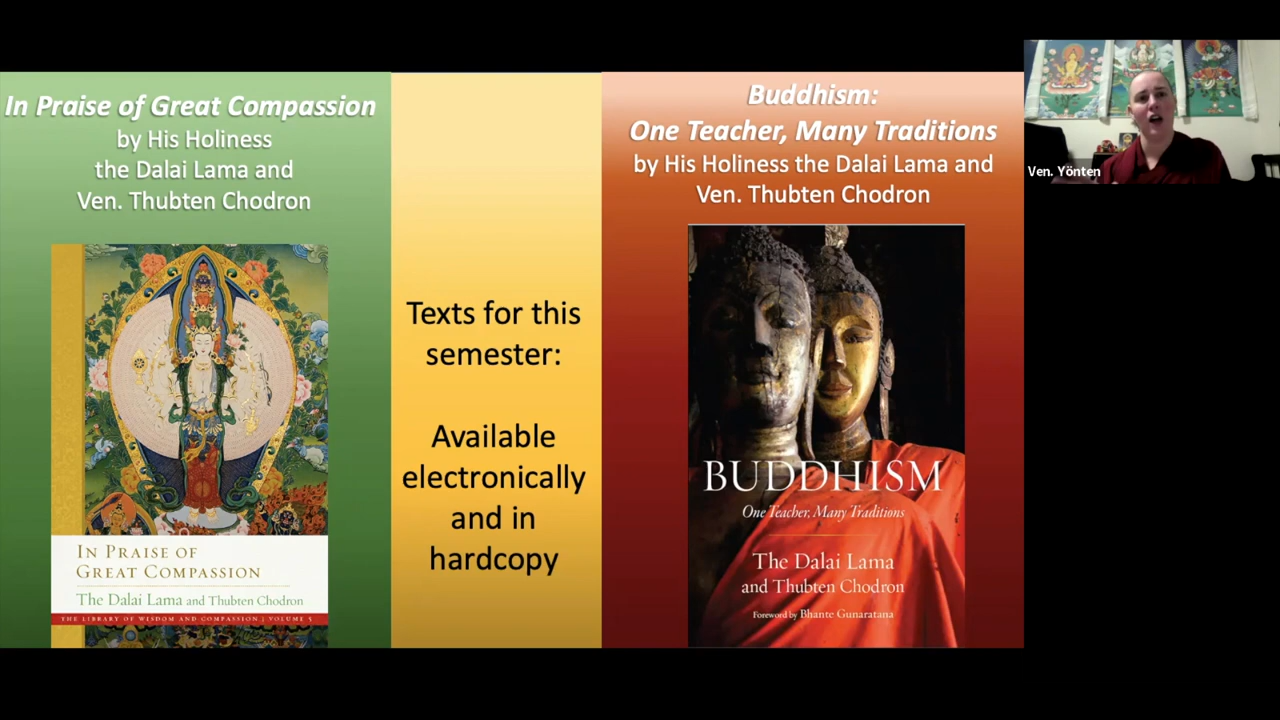 In Praise of Great Compassion
by His Holiness
the Dalai Lama and
Ven. Thubten Chodron
IN PRAISE OF
GREAT COMPASSION
The Dalai Lama and Thubten Chodron
THE LIBRARY OF WISDOM AND COMPASSION | VOLUME 5
Texts for this
semester:
Available
electronically
and in
hardcopy
Buddhism:
One Teacher, Many Traditions
by His Holiness the Dalai Lama and
Ven. Thubten Chodron
BUDDHISM
One Teacher, Many Traditions
The Dalai Lama
and Thubten Chodron
Foreword by Bhante Gunaratana
Ven. Yönten